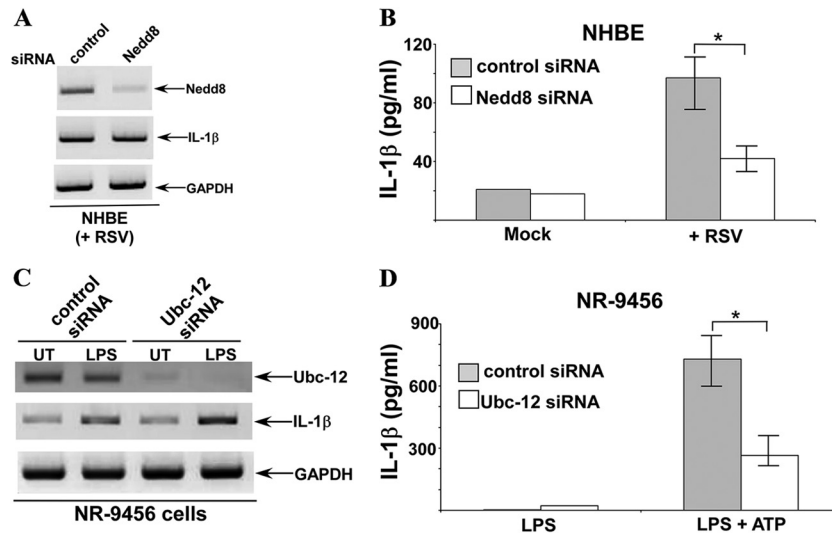 A
siRNA
control
Nedd8
Nedd8
IL-1β
GAPDH
NHBE
(+ RSV)
B
NHBE
control siRNA
Nedd8 siRNA
*
IL-1β (pg/ml)
120
80
40
Mock
+ RSV
C
control
siRNA
Ubc-12
siRNA
UT
LPS
UT
LPS
Ubc-12
IL-1β
GAPDH
NR-9456 cells
D
NR-9456
control siRNA
Ubc-12 siRNA
*
IL-1β (pg/ml)
900
600
300
LPS
LPS + ATP